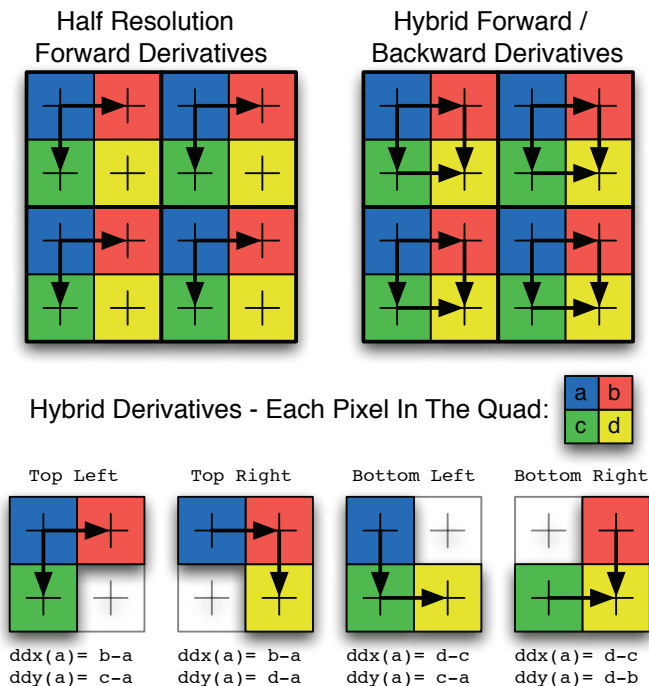 Half Resolution
Forward Derivatives
Hybrid Forward /
Backward Derivatives
Hybrid Derivatives - Each Pixel In The Quad:
a b
c d
Top Left
Top Right
Bottom Left
Bottom Right
ddx(a)= b-a
ddy(a)= c-a
ddx(a)= b-a
ddy(a)= d-a
ddx(a)= d-c
ddy(a)= c-a
ddx(a)= d-c
ddy(a)= d-b